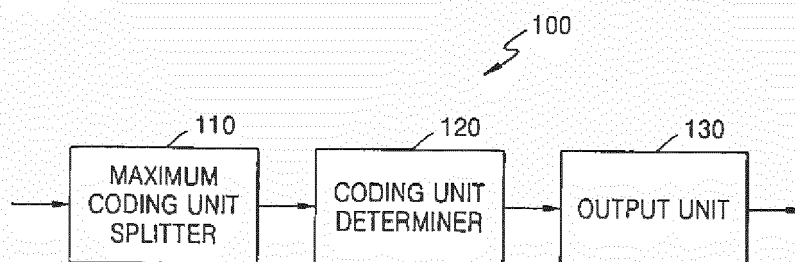 100
110
120
130
MAXIMUM
CODING UNIT
SPLITTER
CODING UNIT
DETERMINER
OUTPUT UNIT